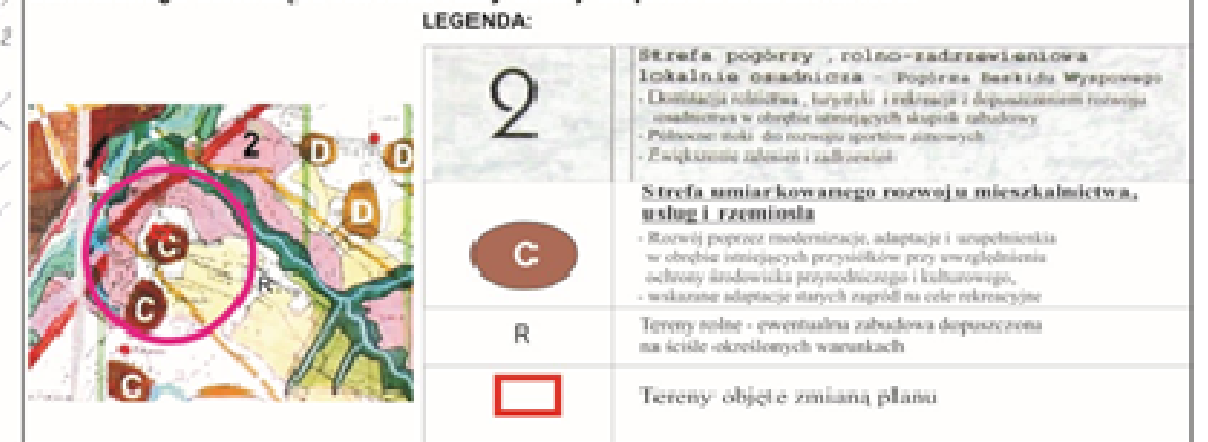 LEGENDA:
2
Strefa pogórzy , rolno-zadrzewieniowa
lokalnie osadnicza - Pogórza Beskidu Wyspowego
- Dominacja rolnictwa , turystyki i rekreacji z dopuszczeniem rozwoju
osadnictwa w obrębie istniejących skupisk zabudowy
- Północne stoki do rozwoju sportów zimowych
- Zwiększenie zalesień i zadrzewień
C
Strefa umiarkowanego rozwoju mieszkalnictwa,
usług i rzemiosła
- Rozwój poprzez modernizacje, adaptacje i uzupełnienia
w obrębie istniejących przysiółków przy uwzględnieniu
ochrony środowiska przyrodniczego i kulturowego,
- wskazane adaptacje starych zagród na cele rekreacyjne
R
Tereny rolne - ewentualna zabudowa dopuszczona
na ściśle określonych warunkach
Tereny objęte zmianą planu
2
D
D
D
C
R
C
C